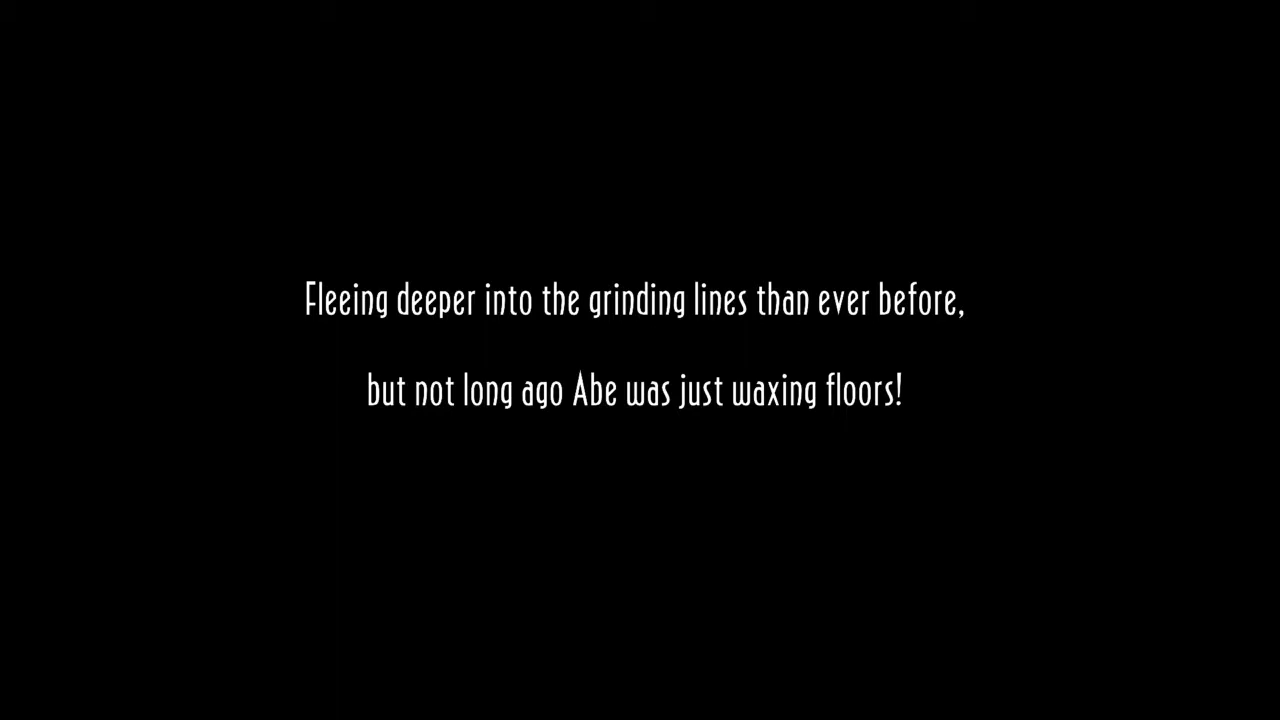 Fleeing deeper into the grinding lines than ever before,
but not long ago Abe was just waxing floors!